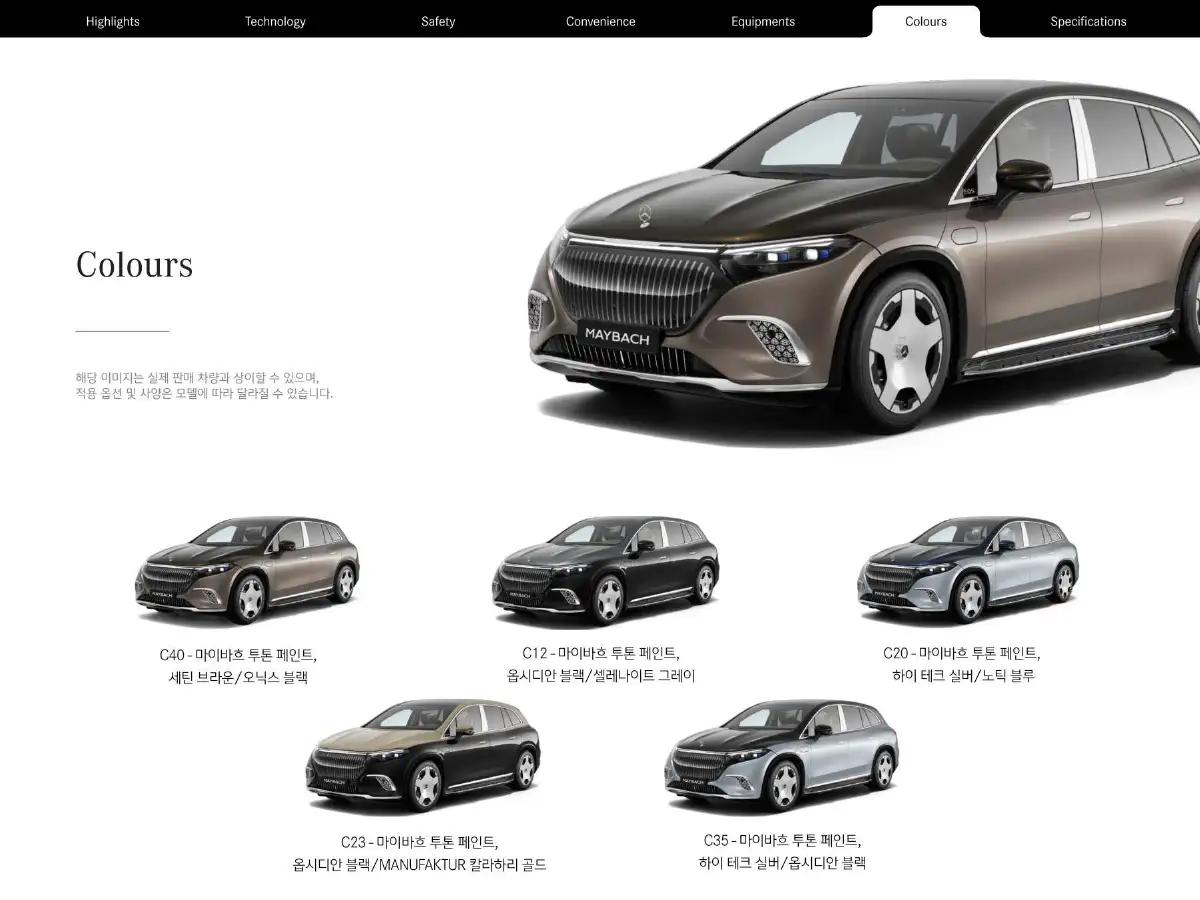 Highlights
Technology
Safety
Convenience
Equipments
Colours
Specifications
Colours
해당 이미지는 실제 판매 차량과 상이할 수 있으며,
적용 옵션 및 사양은 모델에 따라 달라질 수 있습니다.
MAYBACH
EQS
MAYBACH
MAYBACH
MAYBACH
C40 - 마이바흐 투톤 페인트,
세틴 브라운/오닉스 블랙
C12 - 마이바흐 투톤 페인트,
옵시디안 블랙/셀레나이트 그레이
C20 - 마이바흐 투톤 페인트,
하이 테크 실버/노틱 블루
MAYBACH
MAYBACH
C23 - 마이바흐 투톤 페인트,
옵시디안 블랙/MANUFAKTUR 칼라하리 골드
C35 - 마이바흐 투톤 페인트,
하이 테크 실버/옵시디안 블랙